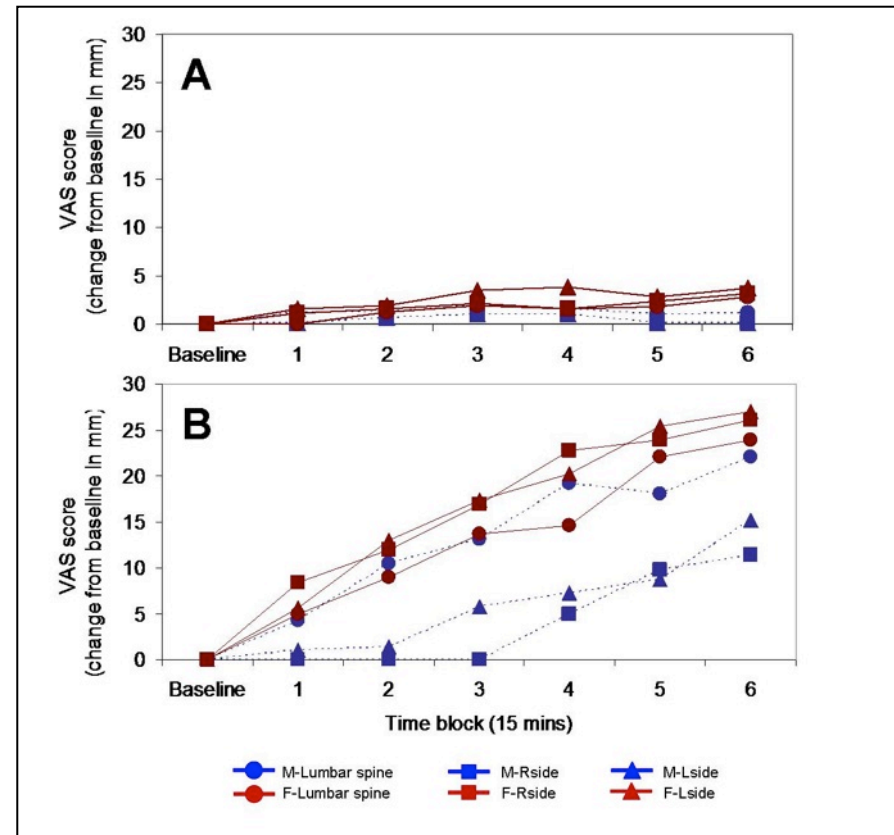 A
VAS score
(change from baseline in mm)
30
25
20
15
10
5
0
Baseline 1 2 3 4 5 6
B
VAS score
(change from baseline in mm)
30
25
20
15
10
5
0
Baseline 1 2 3 4 5 6
Time block (15 mins)
M-Lumbar spine M-Rside M-Lside
F-Lumbar spine F-Rside F-Lside